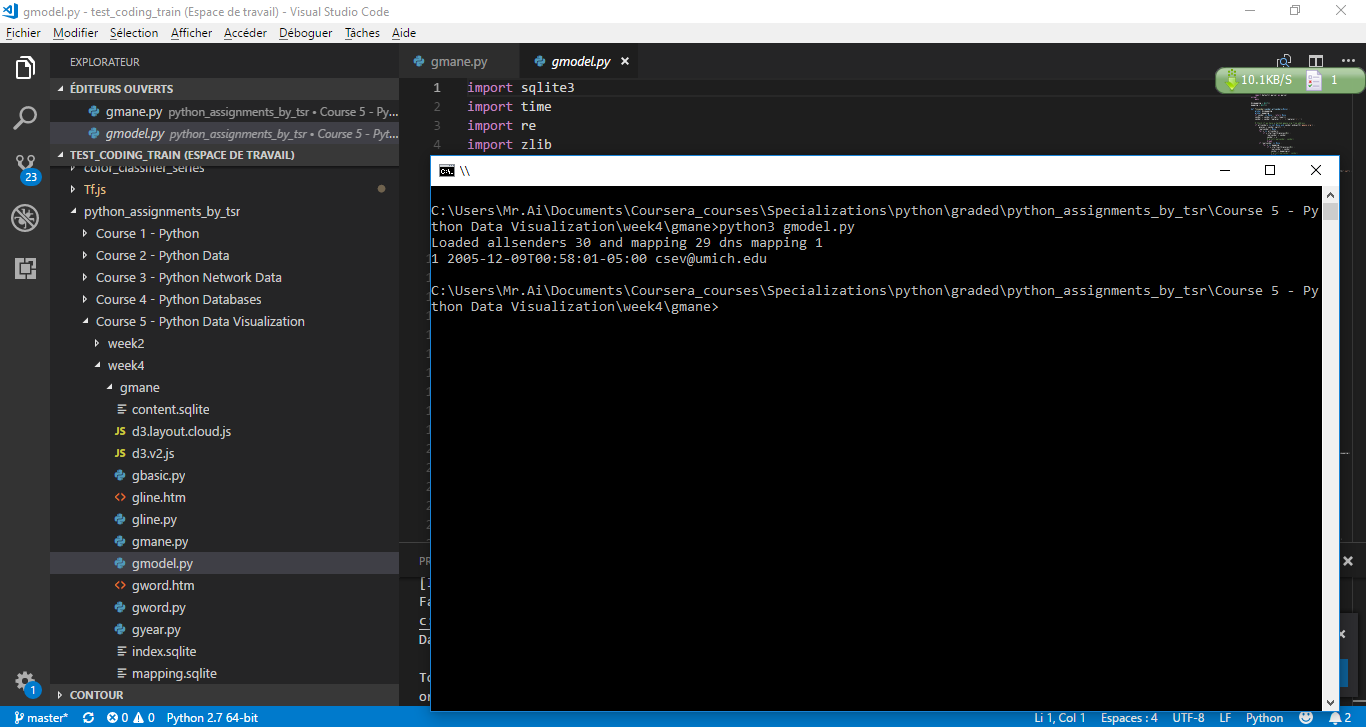 gmodel.py - test_coding_train (Espace de travail) - Visual Studio Code
Fichier Modifier Sélection Afficher Accéder Déboguer Tâches Aide
EXPLORATEUR
ÉDITEURS OUVERTS
gmane.py python_assignments_by_tsr • Course 5 - Py...
gmodel.py python_assignments_by_tsr • Course 5 - Pyt...
TEST_CODING_TRAIN (ESPACE DE TRAVAIL)
color_classifier_series
Tf.js
python_assignments_by_tsr
Course 1 - Python
Course 2 - Python Data
Course 3 - Python Network Data
Course 4 - Python Databases
Course 5 - Python Data Visualization
week2
week4
gmane
content.sqlite
JS d3.layout.cloud.js
JS d3.v2.js
gbasic.py
gline.htm
gline.py
gmane.py
gmodel.py
gword.htm
gword.py
gyear.py
index.sqlite
mapping.sqlite
CONTOUR
23
1
gmane.py gmodel.py
10.1KB/S 1
1 import sqlite3
2 import time
3 import re
4 import zlib
C:\. \\
C:\Users\Mr.Ai\Documents\Coursera_courses\Specializations\python\graded\python_assignments_by_tsr\Course 5 - Py
thon Data Visualization\week4\gmane>python3 gmodel.py
Loaded allsenders 30 and mapping 29 dns mapping 1
1 2005-12-09T00:58:01-05:00 csev@umich.edu
C:\Users\Mr.Ai\Documents\Coursera_courses\Specializations\python\graded\python_assignments_by_tsr\Course 5 - Py
thon Data Visualization\week4\gmane>
master* 0 0 Python 2.7 64-bit Li 1, Col 1 Espaces : 4 UTF-8 LF Python 2